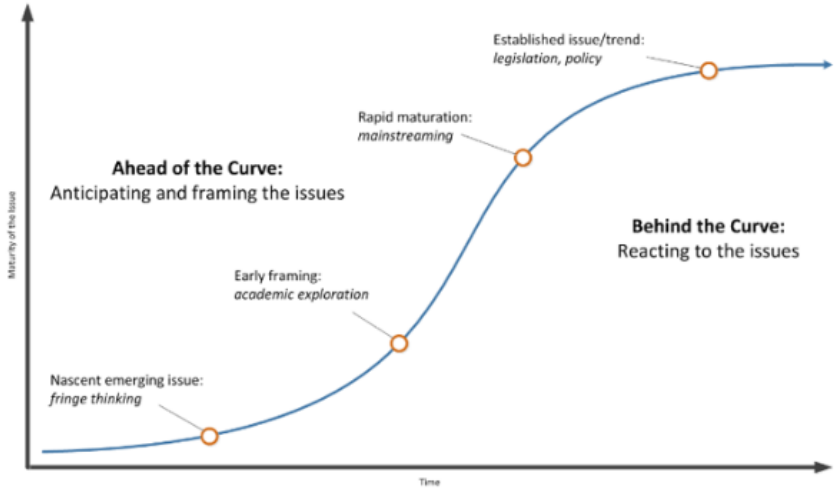 Established issue/trend:
legislation, policy
Rapid maturation:
mainstreaming
Ahead of the Curve:
Anticipating and framing the issues
Maturity of the Issue
Behind the Curve:
Reacting to the issues
Early framing:
academic exploration
Nascent emerging issue:
fringe thinking
Time